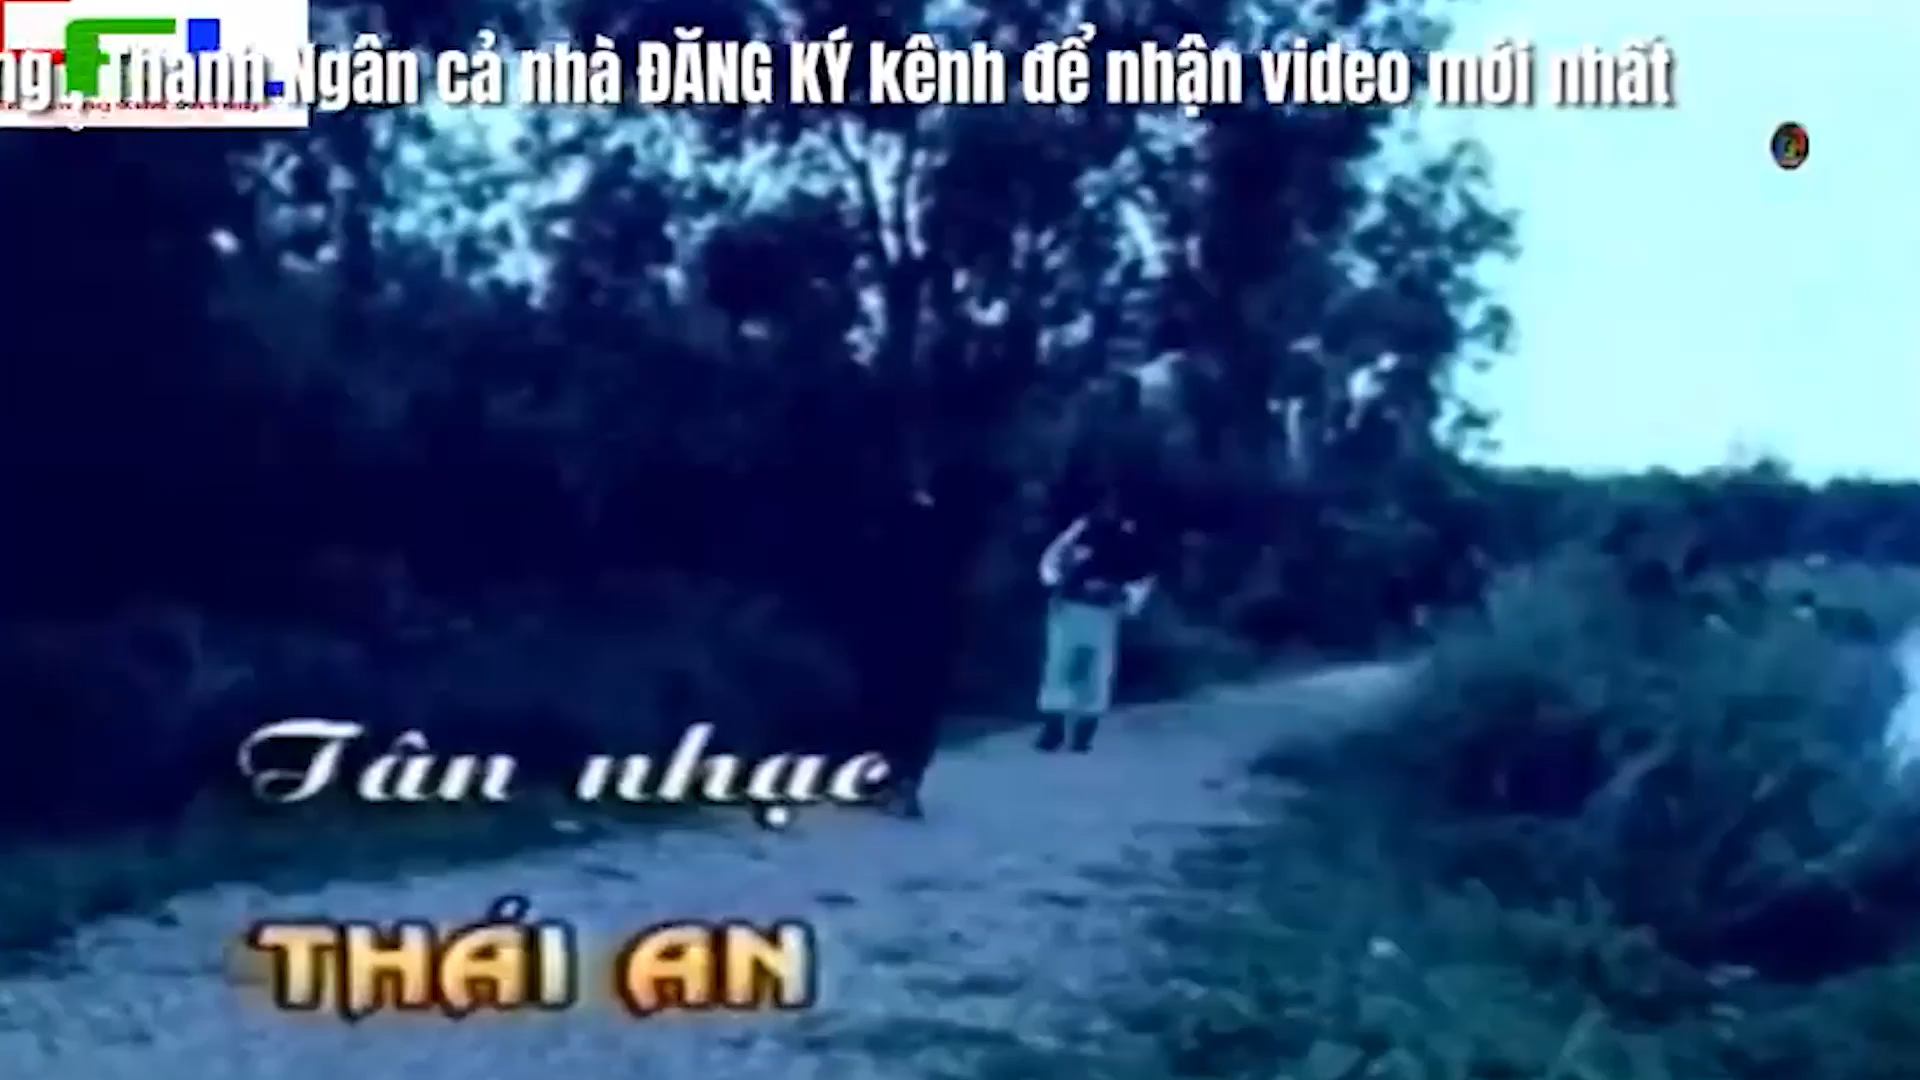 Thanh Ngân cả nhà ĐĂNG KÝ kênh để nhận video mới nhất
Tân nhạc
THÁI AN